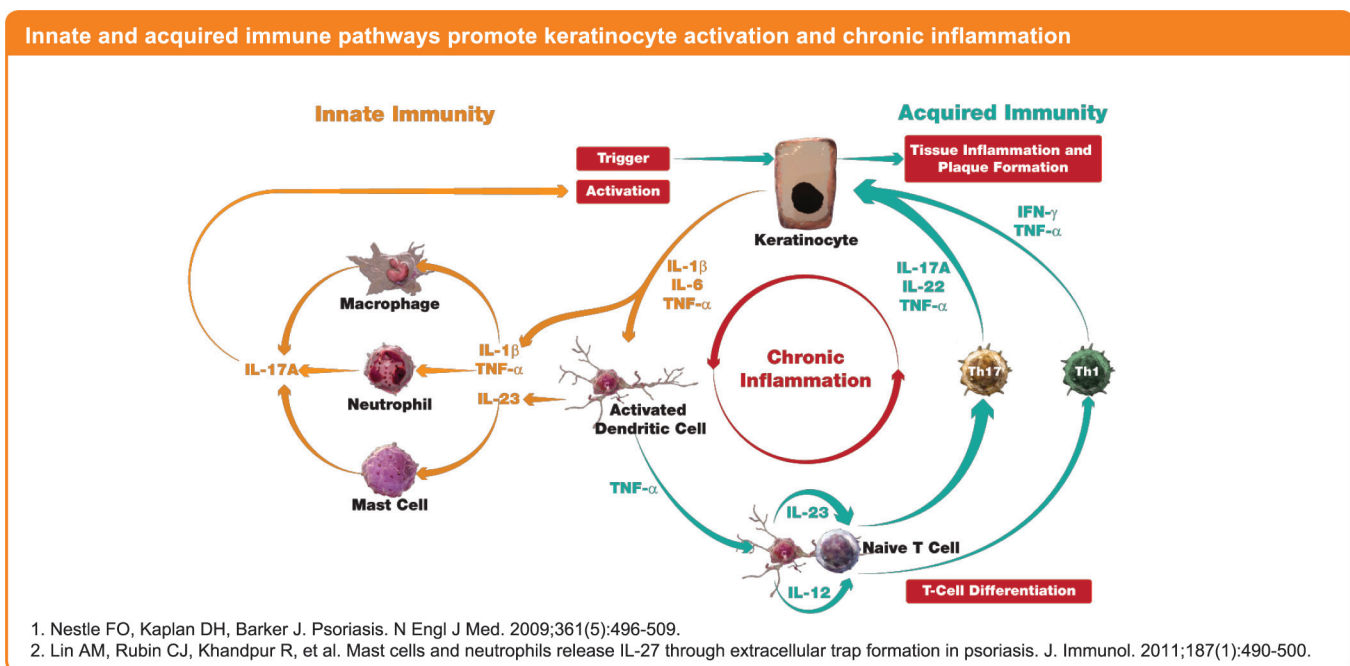 Innate and acquired immune pathways promote keratinocyte activation and chronic inflammation
Innate Immunity
Acquired Immunity
Trigger
Activation
Tissue Inflammation and
Plaque Formation
Keratinocyte
IFN-γ
TNF-α
IL-1β
IL-6
TNF-α
IL-17A
IL-22
TNF-α
Macrophage
IL-1β
TNF-α
IL-17A
Neutrophil
IL-23
Activated
Dendritic Cell
Chronic
Inflammation
Th17
Th1
Mast Cell
TNF-α
IL-23
Naive T Cell
IL-12
T-Cell Differentiation
1. Nestle FO, Kaplan DH, Barker J. Psoriasis. N Engl J Med. 2009;361(5):496-509.
2. Lin AM, Rubin CJ, Khandpur R, et al. Mast cells and neutrophils release IL-27 through extracellular trap formation in psoriasis. J. Immunol. 2011;187(1):490-500.